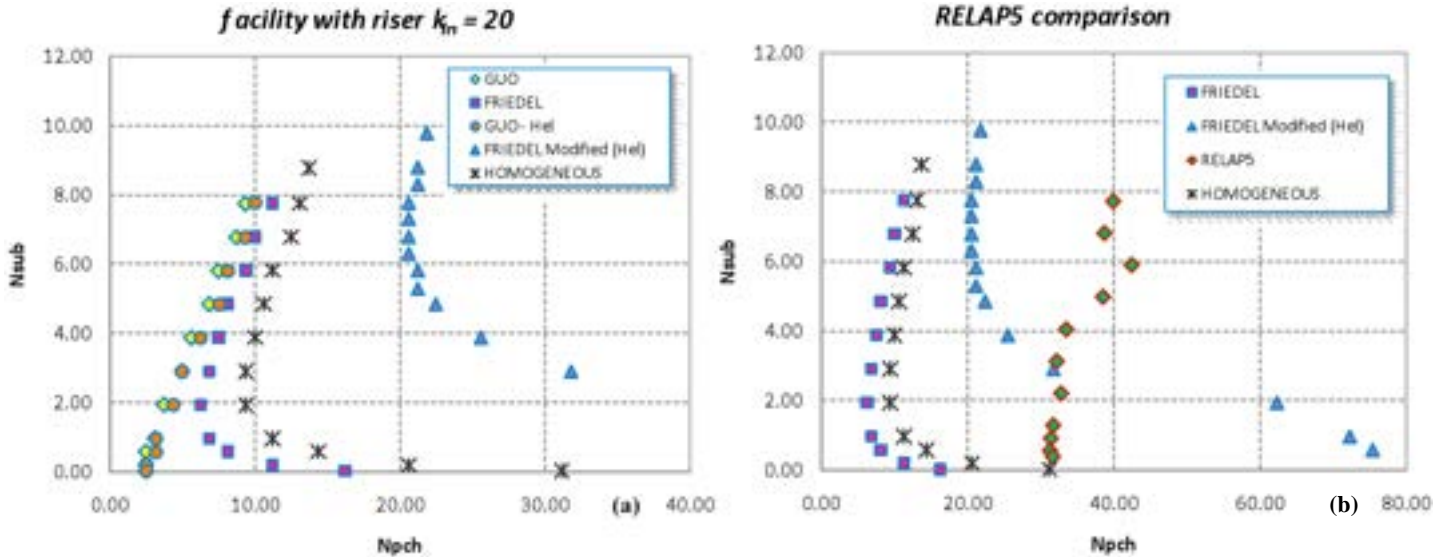 facility with riser kin = 20
12.00
10.00
8.00
6.00
4.00
2.00
0.00
Nsub
GUO
FRIEDEL
GUO- Hel
FRIEDEL Modified (Hel)
HOMOGENEOUS
0.00 10.00 20.00 30.00 40.00
(a)
Npch
RELAP5 comparison
12.00
10.00
8.00
6.00
4.00
2.00
0.00
Nsub
FRIEDEL
FRIEDEL Modified (Hel)
RELAP5
HOMOGENEOUS
0.00 20.00 40.00 60.00 80.00
(b)
Npch